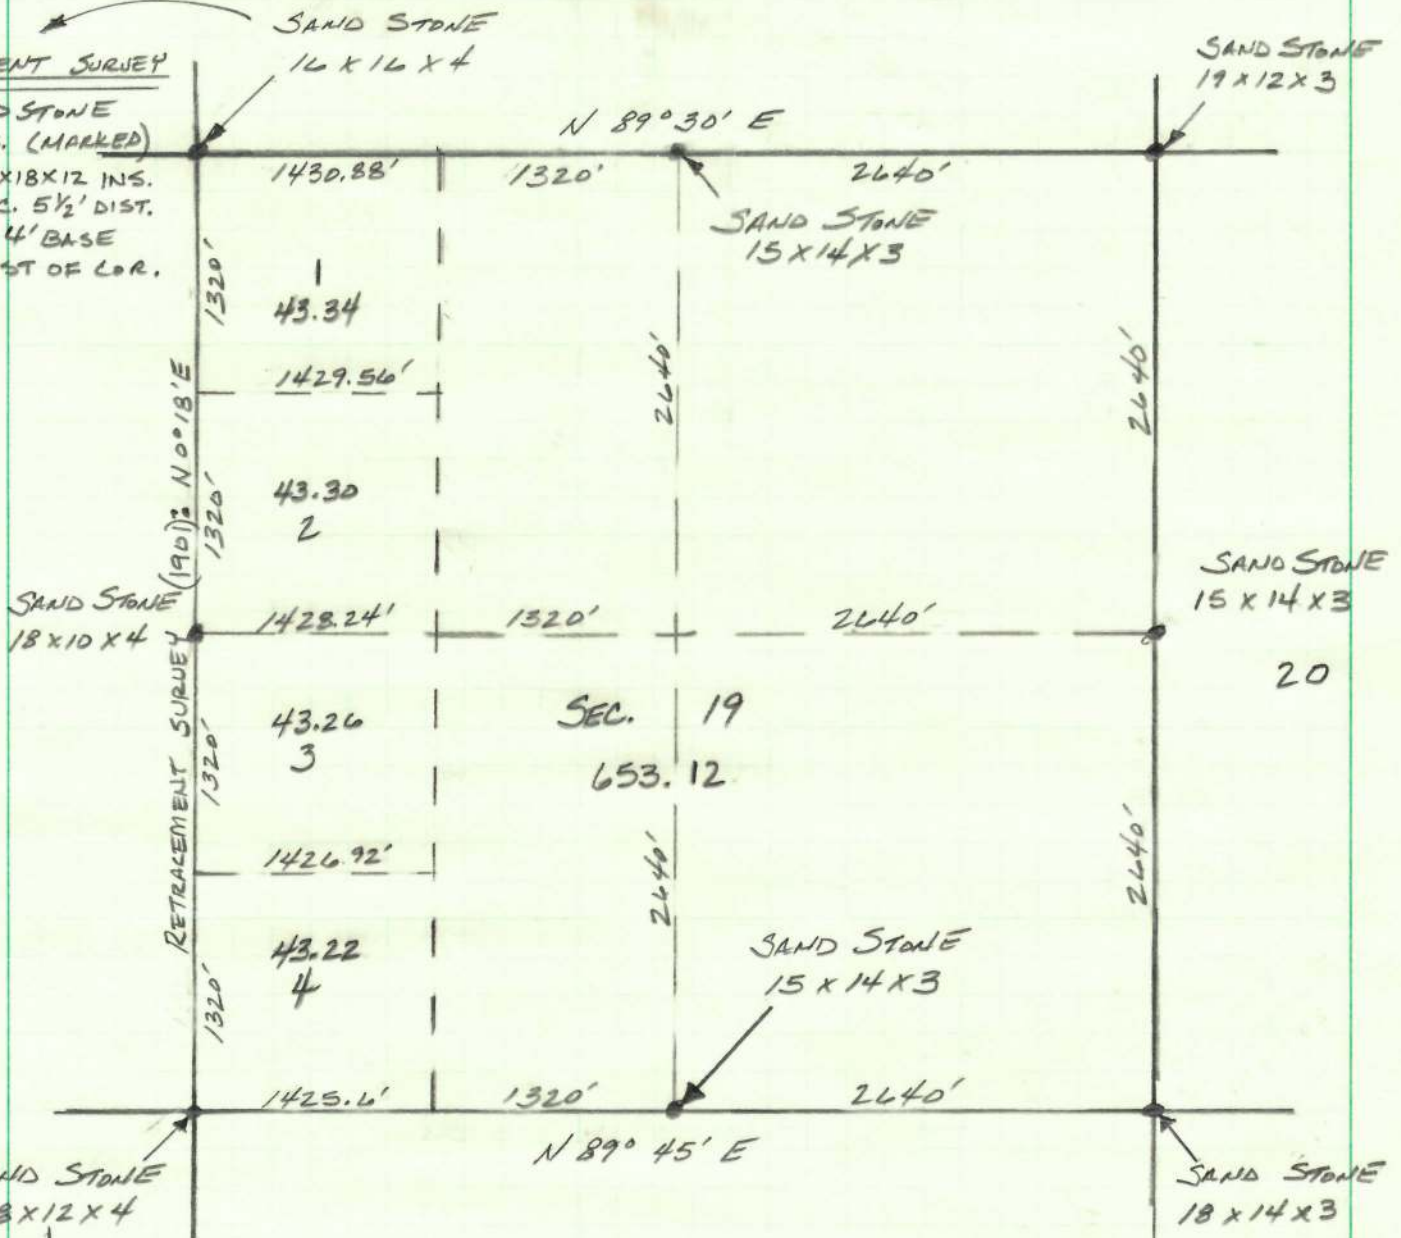 SAND STONE
16 X 16 X 4
SURVEY
STONE
(MARKED)
X18X12 INS.
5½' DIST.
4' BASE
OF COR.
SAND STONE
19 X 12 X 3
N 89°30' E
1430.88'
1320'
2640'
SAND STONE
15 X 14 X 3
1320'
1
43.34
1429.56'
2640'
2640'
RETRACEMENT SURVEY (1901): N 0°18' E
1320'
43.30
2
SAND STONE
18 X 10 X 4
1428.24'
1320'
2640'
SAND STONE
15 X 14 X 3
20
1320'
43.26
3
SEC. 19
653.12
1426.92'
2640'
2640'
1320'
43.22
4
SAND STONE
15 X 14 X 3
1425.6'
1320'
2640'
N 89° 45' E
STONE
X 12 X 4
SAND STONE
18 X 14 X 3